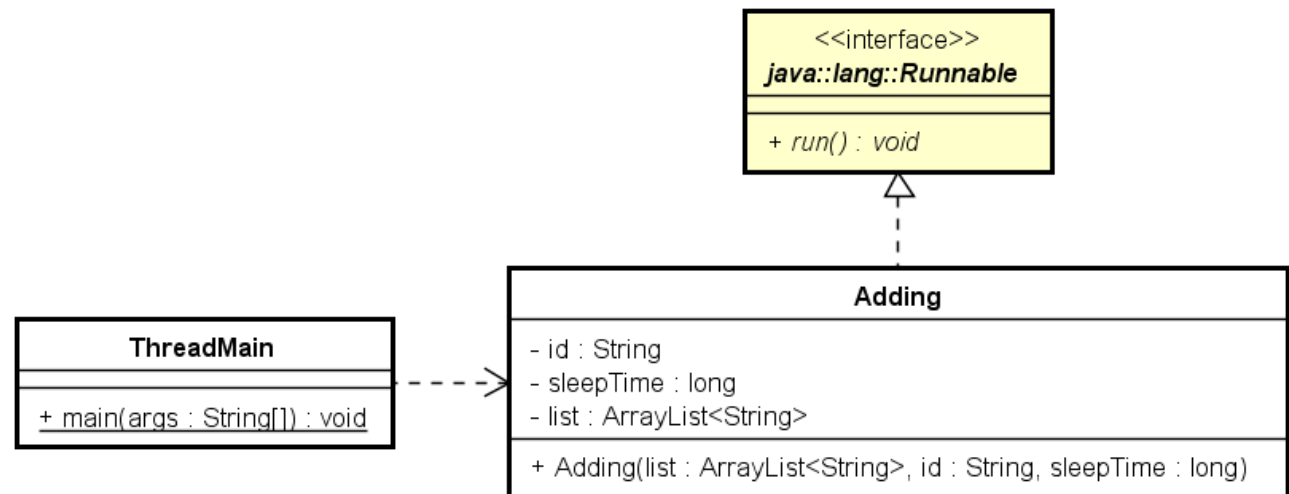 <<interface>>
java::lang::Runnable
+ run() : void
ThreadMain
+ main(args : String[]) : void
Adding
- id : String
- sleepTime : long
- list : ArrayList<String>
+ Adding(list : ArrayList<String>, id : String, sleepTime : long)